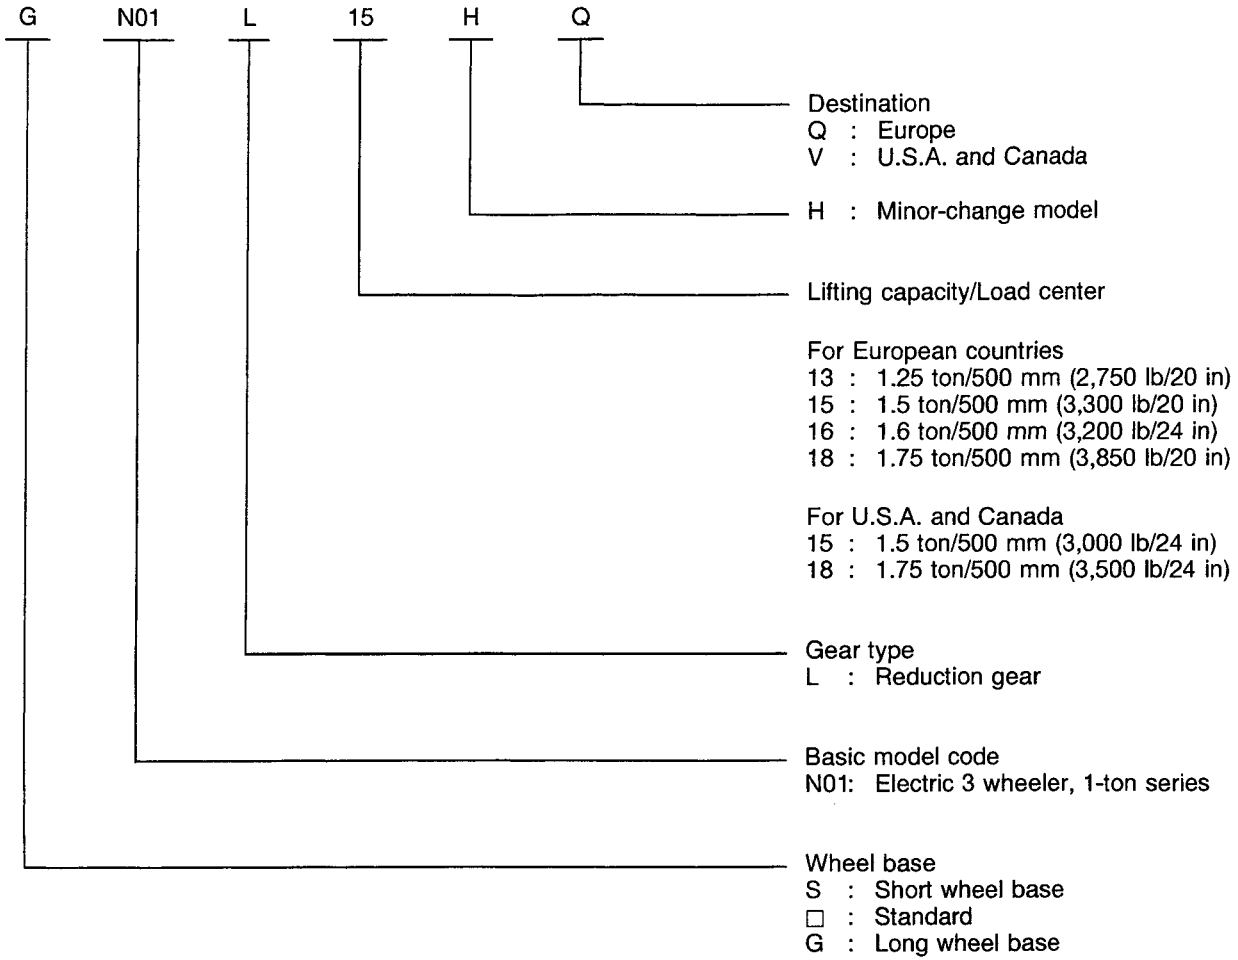 G N01 L 15 H Q
Destination
Q : Europe
V : U.S.A. and Canada
H : Minor-change model
Lifting capacity/Load center
For European countries
13 : 1.25 ton/500 mm (2,750 lb/20 in)
15 : 1.5 ton/500 mm (3,300 lb/20 in)
16 : 1.6 ton/500 mm (3,200 lb/24 in)
18 : 1.75 ton/500 mm (3,850 lb/20 in)
For U.S.A. and Canada
15 : 1.5 ton/500 mm (3,000 lb/24 in)
18 : 1.75 ton/500 mm (3,500 lb/24 in)
Gear type
L : Reduction gear
Basic model code
N01: Electric 3 wheeler, 1-ton series
Wheel base
S : Short wheel base
□ : Standard
G : Long wheel base